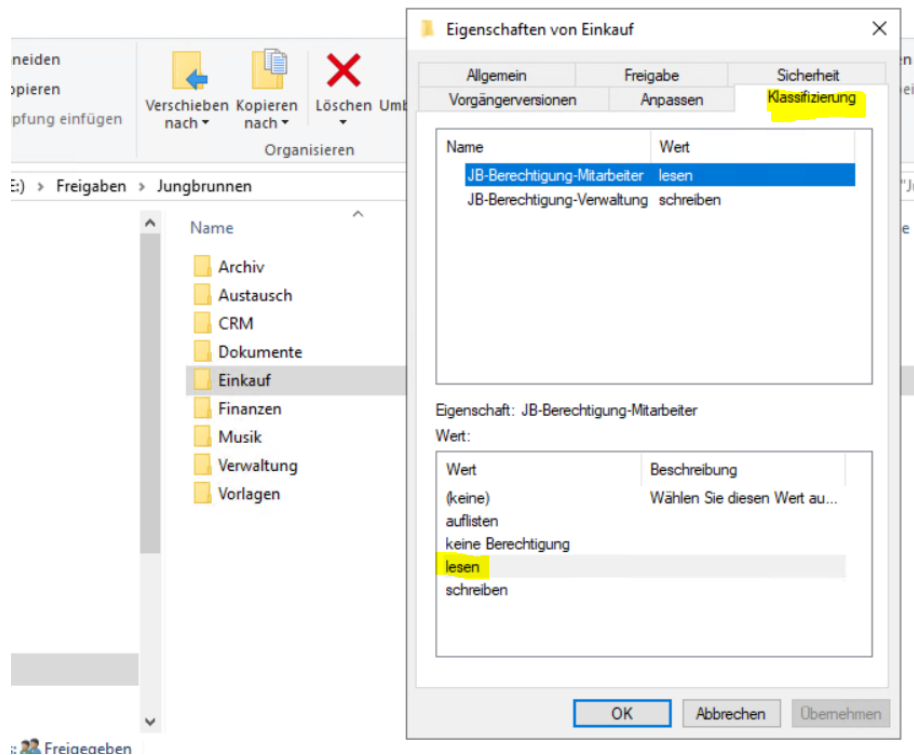 neiden
opieren
pfung einfügen
Verschieben nach
Kopieren nach
Löschen
Umb
Organisieren
E:) > Freigaben > Jungbrunnen
Name
Archiv
Austausch
CRM
Dokumente
Einkauf
Finanzen
Musik
Verwaltung
Vorlagen
Freigegeben
Eigenschaften von Einkauf
Allgemein Freigabe Sicherheit
Vorgängerversionen Anpassen Klassifizierung
Name Wert
JB-Berechtigung-Mitarbeiter lesen
JB-Berechtigung-Verwaltung schreiben
Eigenschaft: JB-Berechtigung-Mitarbeiter
Wert:
Wert Beschreibung
(keine) Wählen Sie diesen Wert au...
auflisten
keine Berechtigung
lesen
schreiben
OK Abbrechen Übernehmen